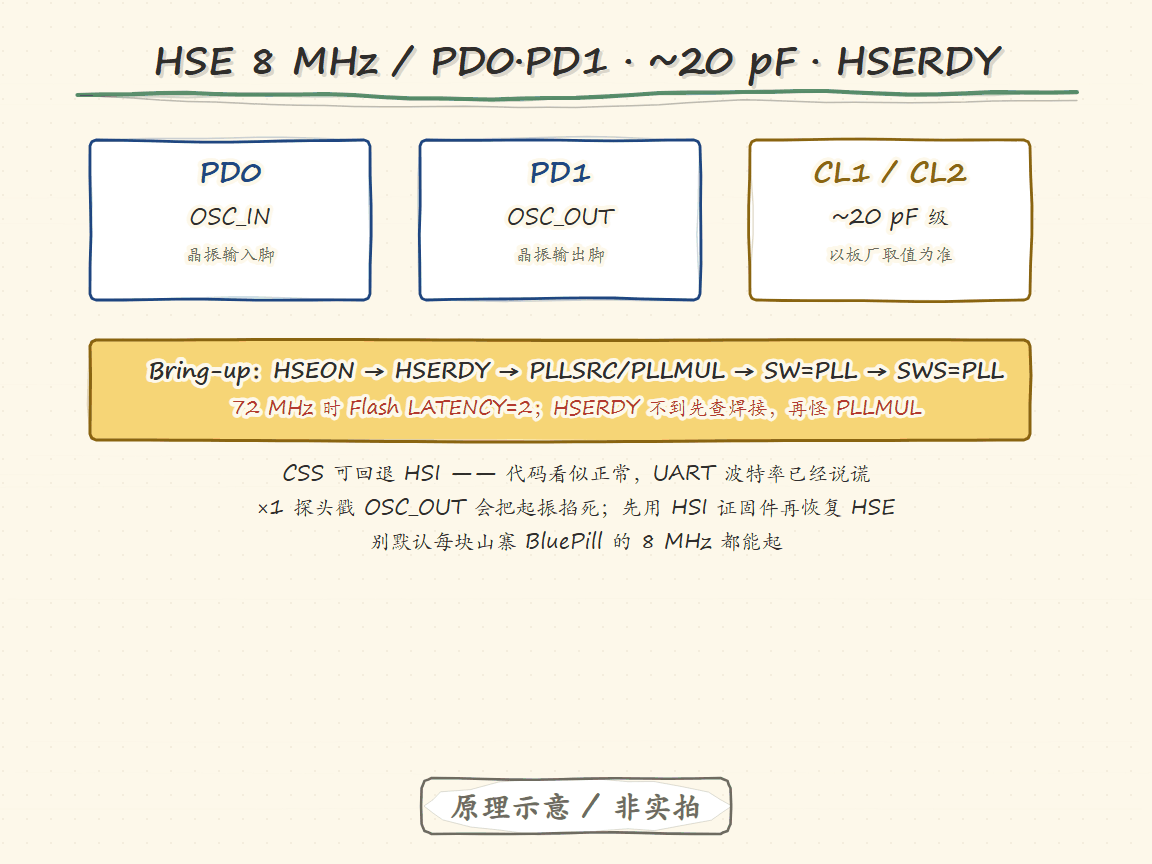 HSE 8 MHz / PD0·PD1 · ~20 pF · HSERDY
PD0
OSC_IN
晶振输入脚
PD1
OSC_OUT
晶振输出脚
CL1 / CL2
~20 pF 级
以板厂取值为准
Bring-up: HSEON → HSERDY → PLLSRC/PLLMUL → SW=PLL → SWS=PLL
72 MHz 时 Flash LATENCY=2；HSERDY 不到先查焊接，再怪 PLLMUL
CSS 可回退 HSI —— 代码看似正常，UART 波特率已经说谎
×1 探头戳 OSC_OUT 会把起振掐死；先用 HSI 证固件再恢复 HSE
别默认每块山寨 BluePill 的 8 MHz 都能起
原理示意 / 非实拍